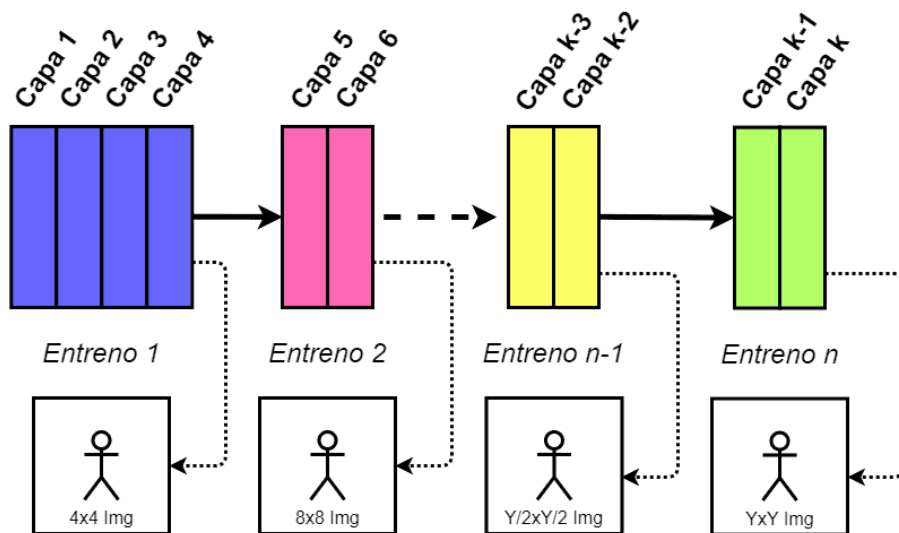 Capa 1
Capa 2
Capa 3
Capa 4
Capa 5
Capa 6
Capa k-3
Capa k-2
Capa k-1
Capa k
Entreno 1
Entreno 2
Entreno n-1
Entreno n
4x4 Img
8x8 Img
Y/2xY/2 Img
YxY Img